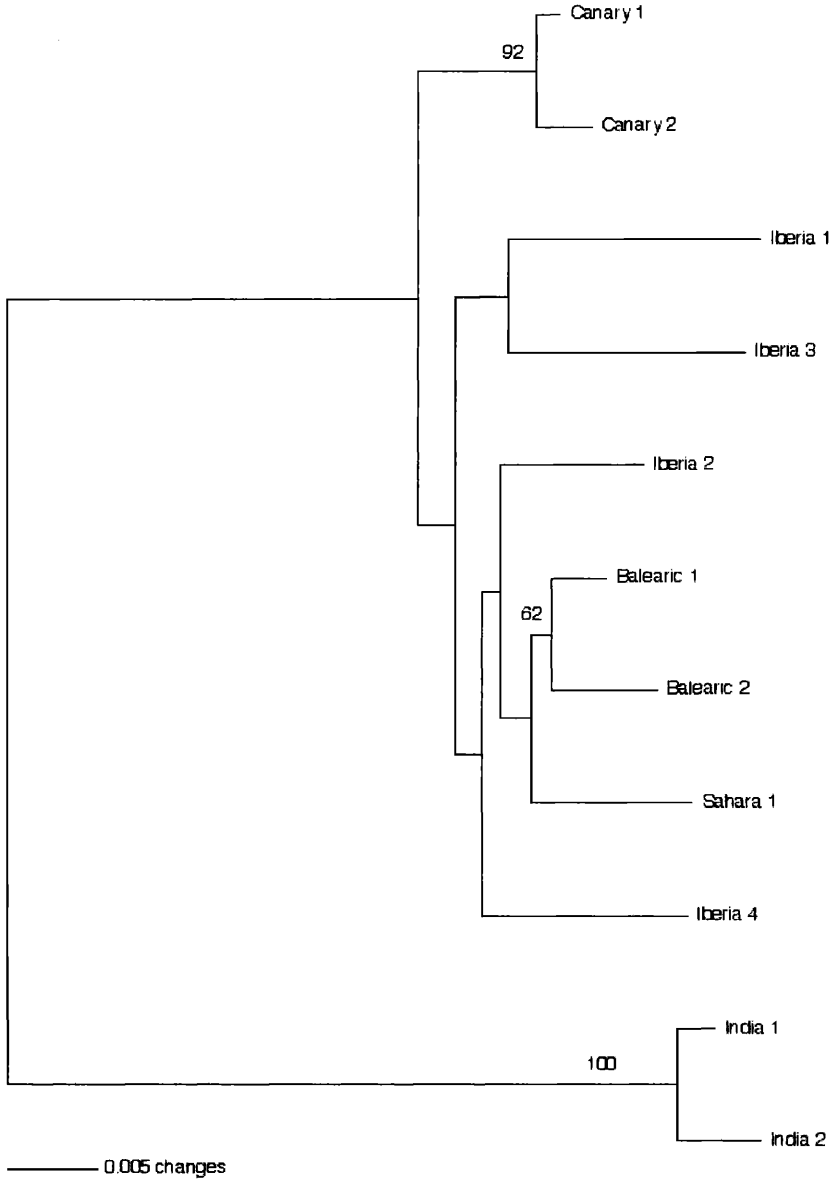 Canary 1
92
Canary 2
Iberia 1
Iberia 3
Iberia 2
Balearic 1
62
Balearic 2
Sahara 1
Iberia 4
India 1
100
India 2
0.005 changes